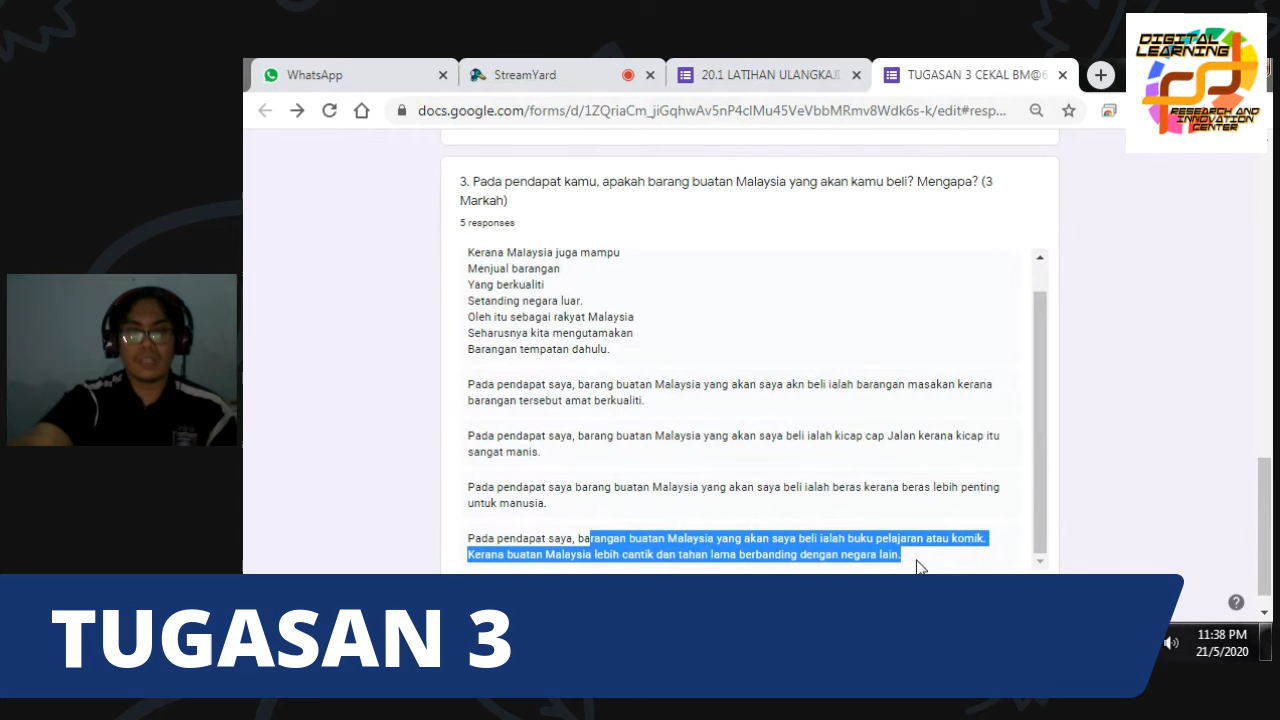 DIGITAL
LEARNING
RESEARCH AND
INNOVATION
CENTER
WhatsApp
StreamYard
20.1 LATIHAN ULANGKAJI
TUGASAN 3 CEKAL BM@6
docs.google.com/forms/d/1ZQriaCm_jiGqhwAv5nP4clMu45VeVbbMRmv8Wdk6s-k/edit#resp...
3. Pada pendapat kamu, apakah barang buatan Malaysia yang akan kamu beli? Mengapa? (3
Markah)
5 responses
Kerana Malaysia juga mampu
Menjual barangan
Yang berkualiti
Setanding negara luar.
Oleh itu sebagai rakyat Malaysia
Seharusnya kita mengutamakan
Barangan tempatan dahulu.
Pada pendapat saya, barang buatan Malaysia yang akan saya akn beli ialah barangan masakan kerana
barangan tersebut amat berkualiti.
Pada pendapat saya, barang buatan Malaysia yang akan saya beli ialah kicap cap Jalan kerana kicap itu
sangat manis.
Pada pendapat saya barang buatan Malaysia yang akan saya beli ialah beras kerana beras lebih penting
untuk manusia.
Pada pendapat saya, barangan buatan Malaysia yang akan saya beli ialah buku pelajaran atau komik.
Kerana buatan Malaysia lebih cantik dan tahan lama berbanding dengan negara lain.
TUGASAN 3
11:38 PM
21/5/2020